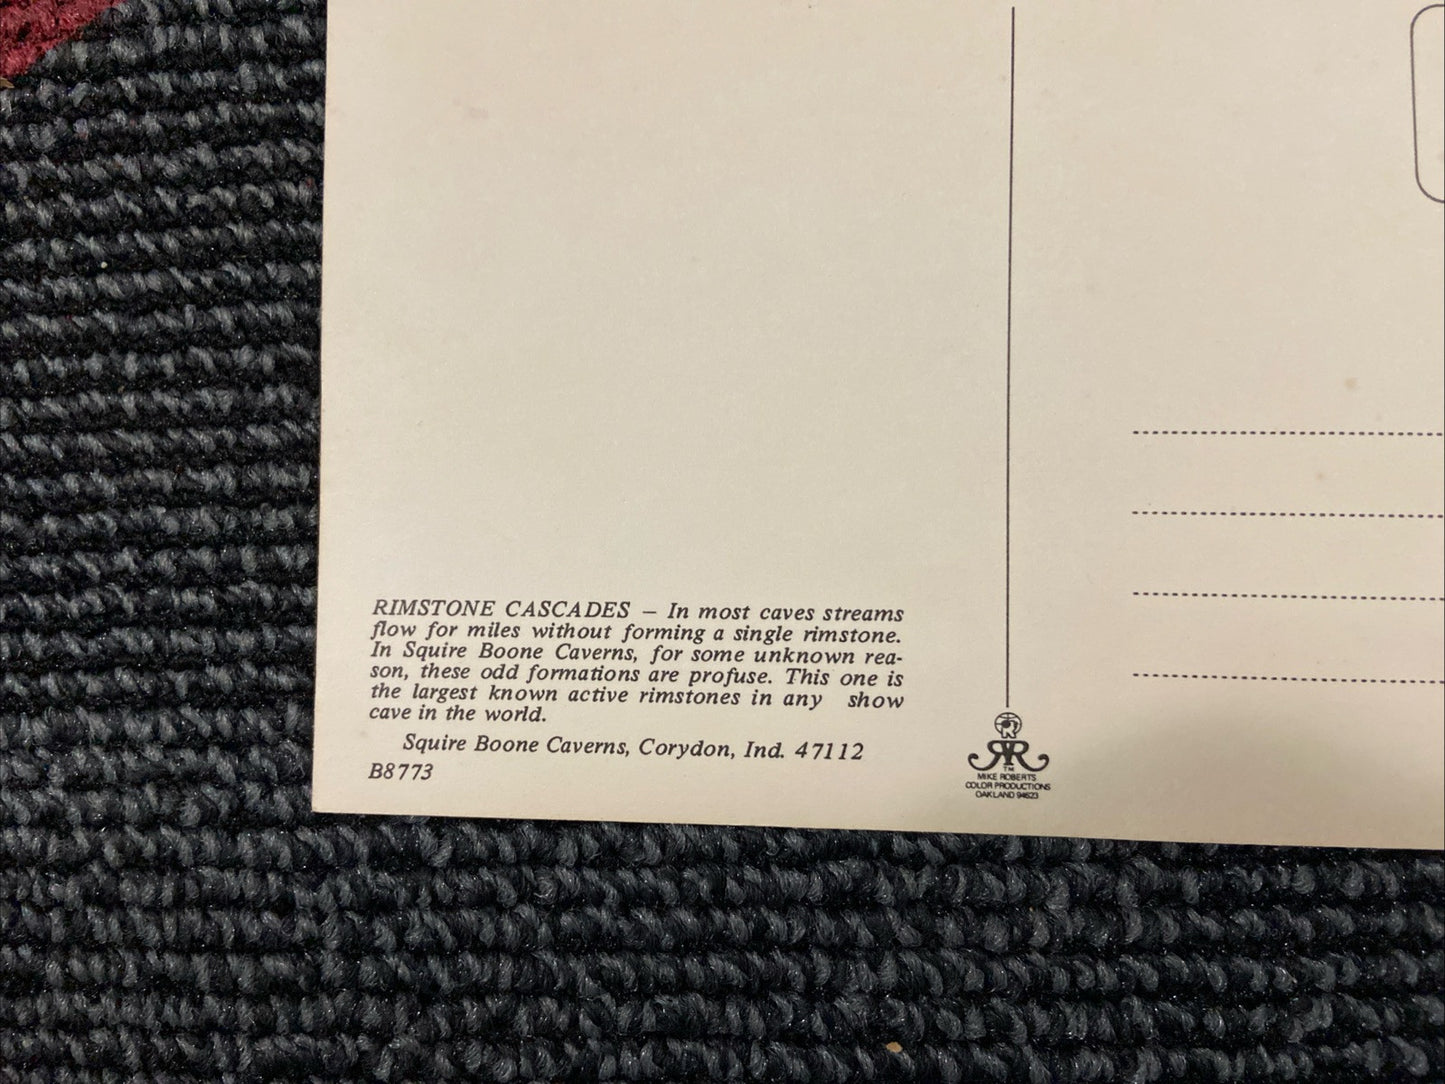 RIMSTONE CASCADES — In most caves streams
flow for miles without forming a single rimstone.
In Squire Boone Caverns, for some unknown rea-
son, these odd formations are profuse. This one is
the largest known active rimstones in any show
cave in the world.
Squire Boone Caverns, Corydon, Ind. 47112
B8773
R
RR
TM
MIKE ROBERTS
COLOR PRODUCTIONS
OAKLAND 94623